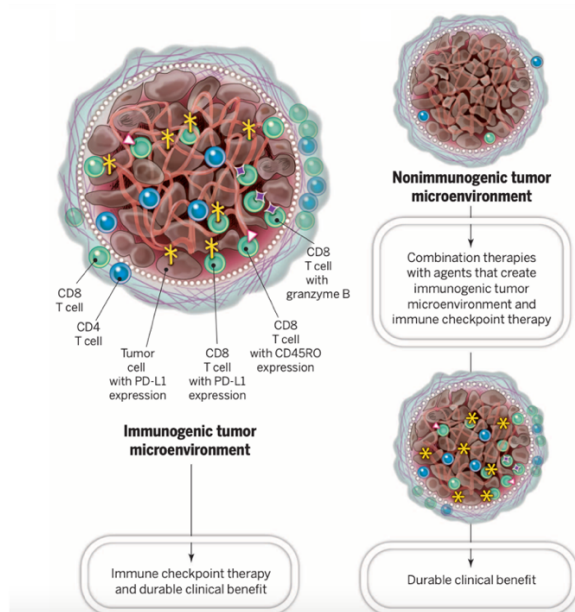 CD8
T cell
CD4
T cell
Tumor
cell
with PD-L1
expression
CD8
T cell
with PD-L1
expression
CD8
T cell
with CD45RO
expression
CD8
T cell
with
granzyme B
Immunogenic tumor
microenvironment
Immune checkpoint therapy
and durable clinical benefit
Nonimmunogenic tumor
microenvironment
Combination therapies
with agents that create
immunogenic tumor
microenvironment and
immune checkpoint therapy
Durable clinical benefit